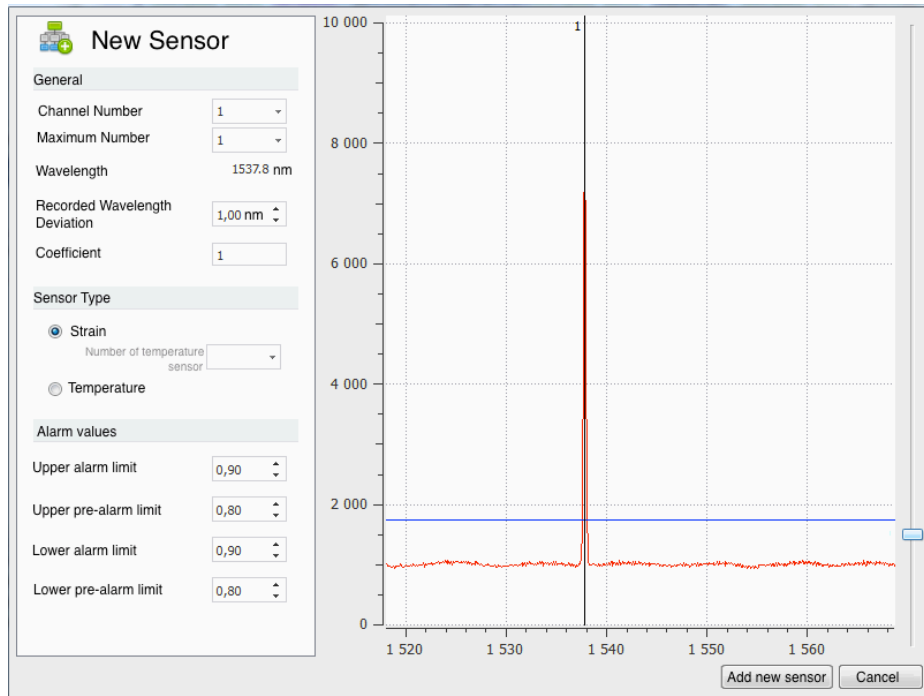 New Sensor
General
Channel Number 1
Maximum Number 1
Wavelength 1537.8 nm
Recorded Wavelength
Deviation 1,00 nm
Coefficient 1
Sensor Type
Strain
Number of temperature
sensor
Temperature
Alarm values
Upper alarm limit 0,90
Upper pre-alarm limit 0,80
Lower alarm limit 0,90
Lower pre-alarm limit 0,80
1
10 000
8 000
6 000
4 000
2 000
0
1 520 1 530 1 540 1 550 1 560
Add new sensor Cancel